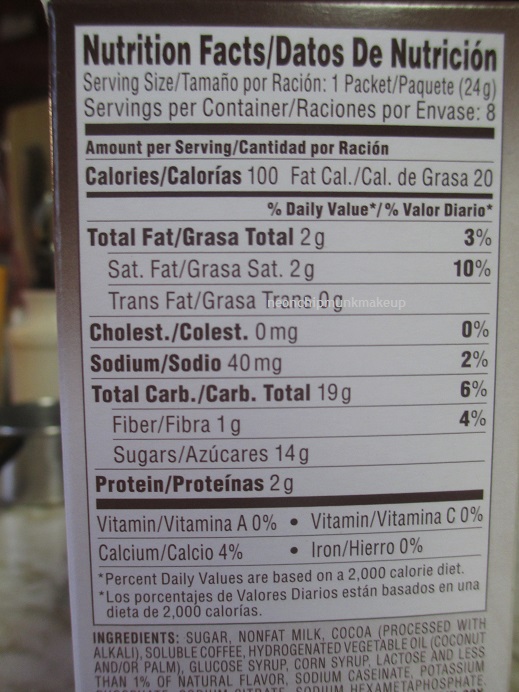 Nutrition Facts/Datos De Nutrición
Serving Size/Tamaño por Ración: 1 Packet/Paquete (24g)
Servings per Container/Raciones por Envase: 8
Amount per Serving/Cantidad por Ración
Calories/Calorías 100 Fat Cal./Cal. de Grasa 20
% Daily Value*/% Valor Diario*
Total Fat/Grasa Total 2g 3%
Sat. Fat/Grasa Sat. 2g 10%
Trans Fat/Grasa Trans 0g
neonchipmunkmakeup
Cholest./Colest. 0mg 0%
Sodium/Sodio 40mg 2%
Total Carb./Carb. Total 19g 6%
Fiber/Fibra 1g 4%
Sugars/Azúcares 14g
Protein/Proteínas 2g
Vitamin/Vitamina A 0% • Vitamin/Vitamina C 0%
Calcium/Calcio 4% • Iron/Hierro 0%
*Percent Daily Values are based on a 2,000 calorie diet.
*Los porcentajes de Valores Diarios están basados en una
dieta de 2,000 calorías.
INGREDIENTS: SUGAR, NONFAT MILK, COCOA (PROCESSED WITH
ALKALI), SOLUBLE COFFEE, HYDROGENATED VEGETABLE OIL (COCONUT
AND/OR PALM), GLUCOSE SYRUP, CORN SYRUP, LACTOSE AND LESS
THAN 1% OF NATURAL FLAVOR, SODIUM CASEINATE, POTASSIUM
SODIUM CITRATE, SODIUM HEXAMETAPHOSPHATE,